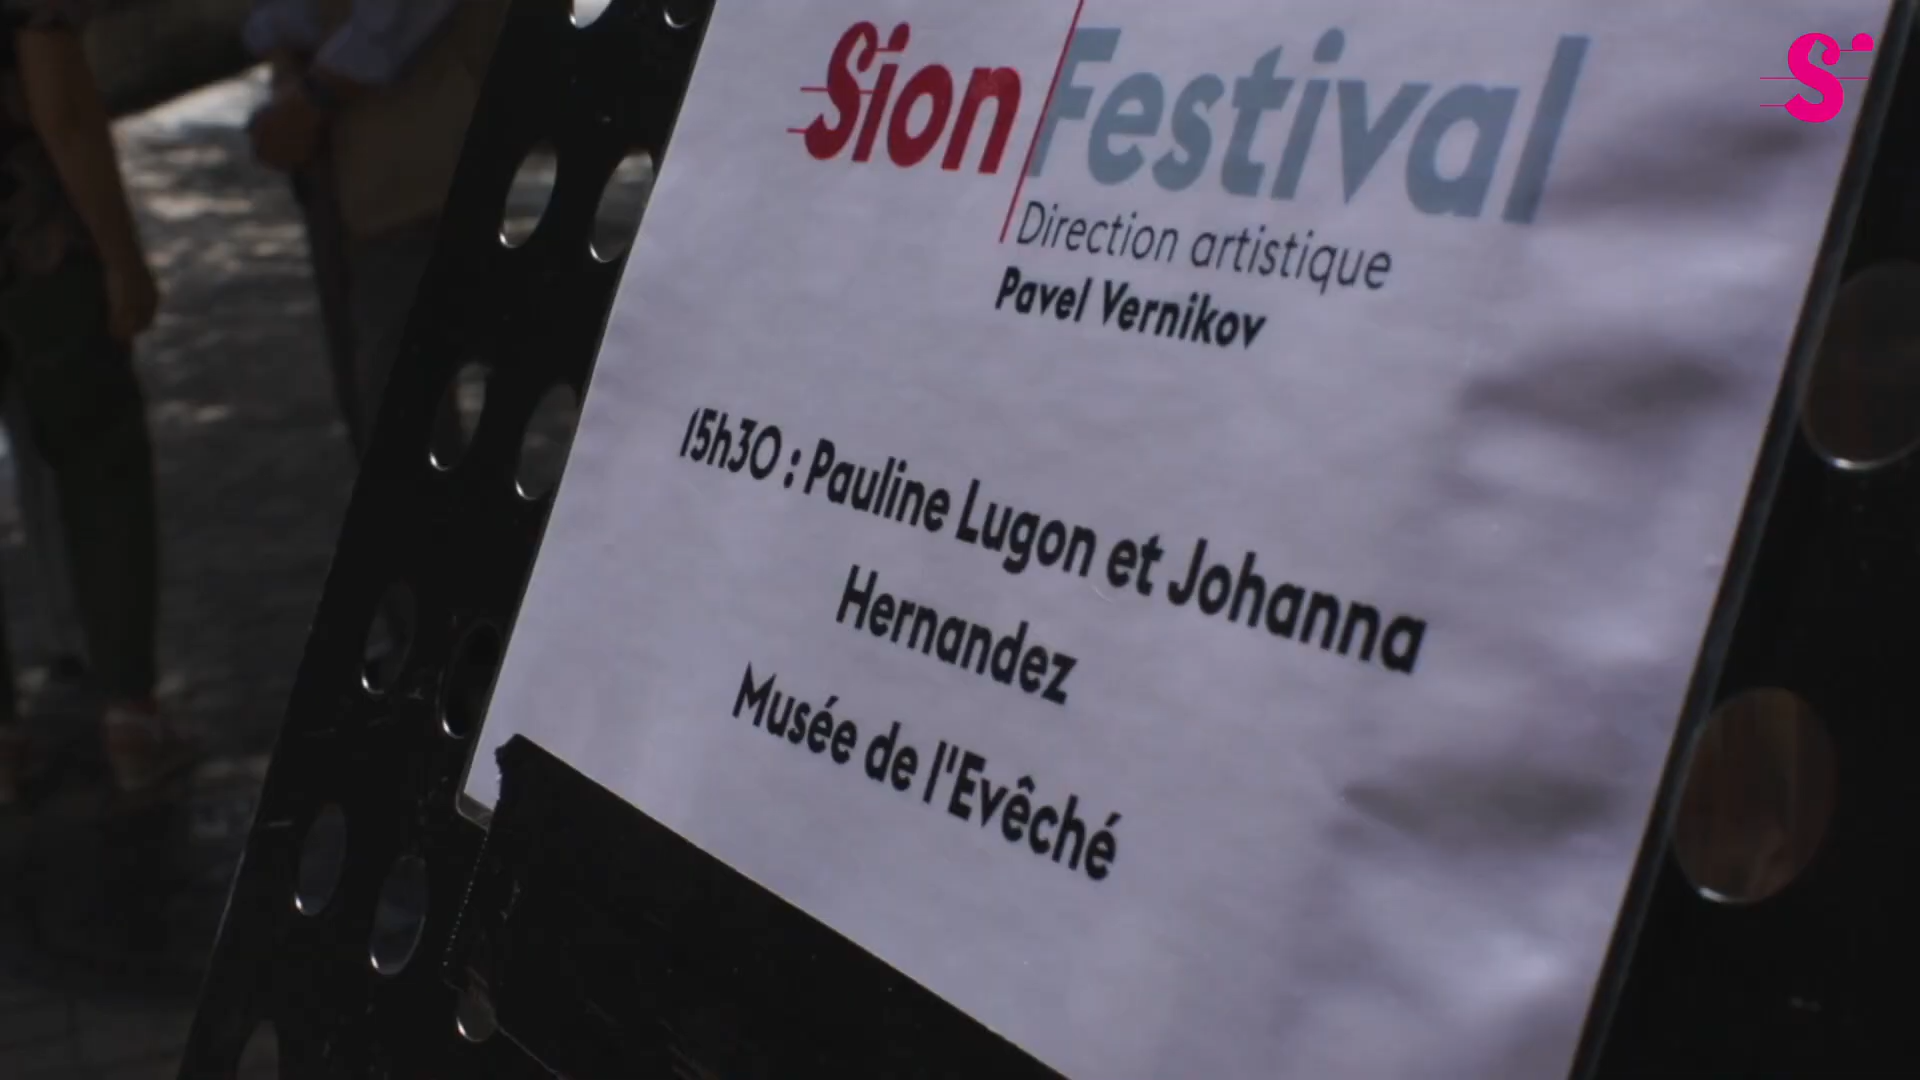 Sion Festival
Direction artistique
Pavel Vernikov
15h30 : Pauline Lugon et Johanna
Hernandez
Musée de l'Evêché
S